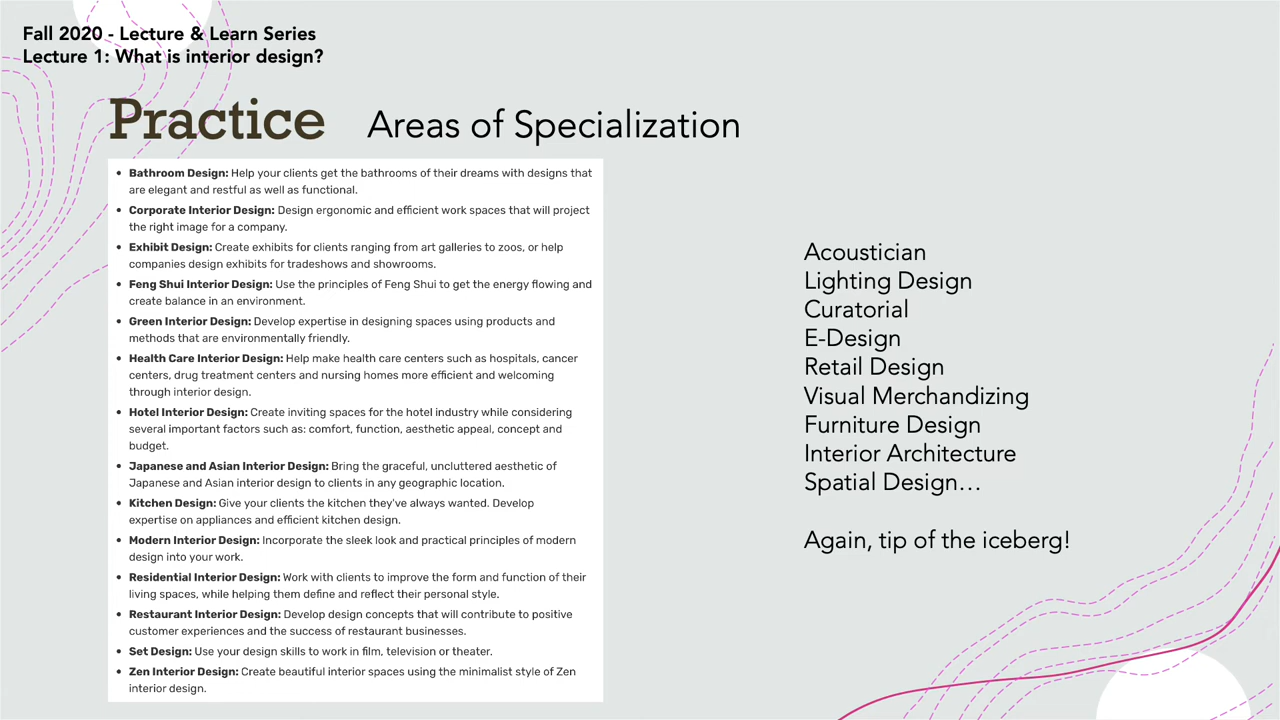 Fall 2020 - Lecture & Learn Series
Lecture 1: What is interior design?
Practice Areas of Specialization
• Bathroom Design: Help your clients get the bathrooms of their dreams with designs that
are elegant and restful as well as functional.
• Corporate Interior Design: Design ergonomic and efficient work spaces that will project
the right image for a company.
• Exhibit Design: Create exhibits for clients ranging from art galleries to zoos, or help
companies design exhibits for tradeshows and showrooms.
• Feng Shui Interior Design: Use the principles of Feng Shui to get the energy flowing and
create balance in an environment.
• Green Interior Design: Develop expertise in designing spaces using products and
methods that are environmentally friendly.
• Health Care Interior Design: Help make health care centers such as hospitals, cancer
centers, drug treatment centers and nursing homes more efficient and welcoming
through interior design.
• Hotel Interior Design: Create inviting spaces for the hotel industry while considering
several important factors such as: comfort, function, aesthetic appeal, concept and
budget.
• Japanese and Asian Interior Design: Bring the graceful, uncluttered aesthetic of
Japanese and Asian interior design to clients in any geographic location.
• Kitchen Design: Give your clients the kitchen they've always wanted. Develop
expertise on appliances and efficient kitchen design.
• Modern Interior Design: Incorporate the sleek look and practical principles of modern
design into your work.
• Residential Interior Design: Work with clients to improve the form and function of their
living spaces, while helping them define and reflect their personal style.
• Restaurant Interior Design: Develop design concepts that will contribute to positive
customer experiences and the success of restaurant businesses.
• Set Design: Use your design skills to work in film, television or theater.
• Zen Interior Design: Create beautiful interior spaces using the minimalist style of Zen
interior design.
Acoustician
Lighting Design
Curatorial
E-Design
Retail Design
Visual Merchandizing
Furniture Design
Interior Architecture
Spatial Design…
Again, tip of the iceberg!